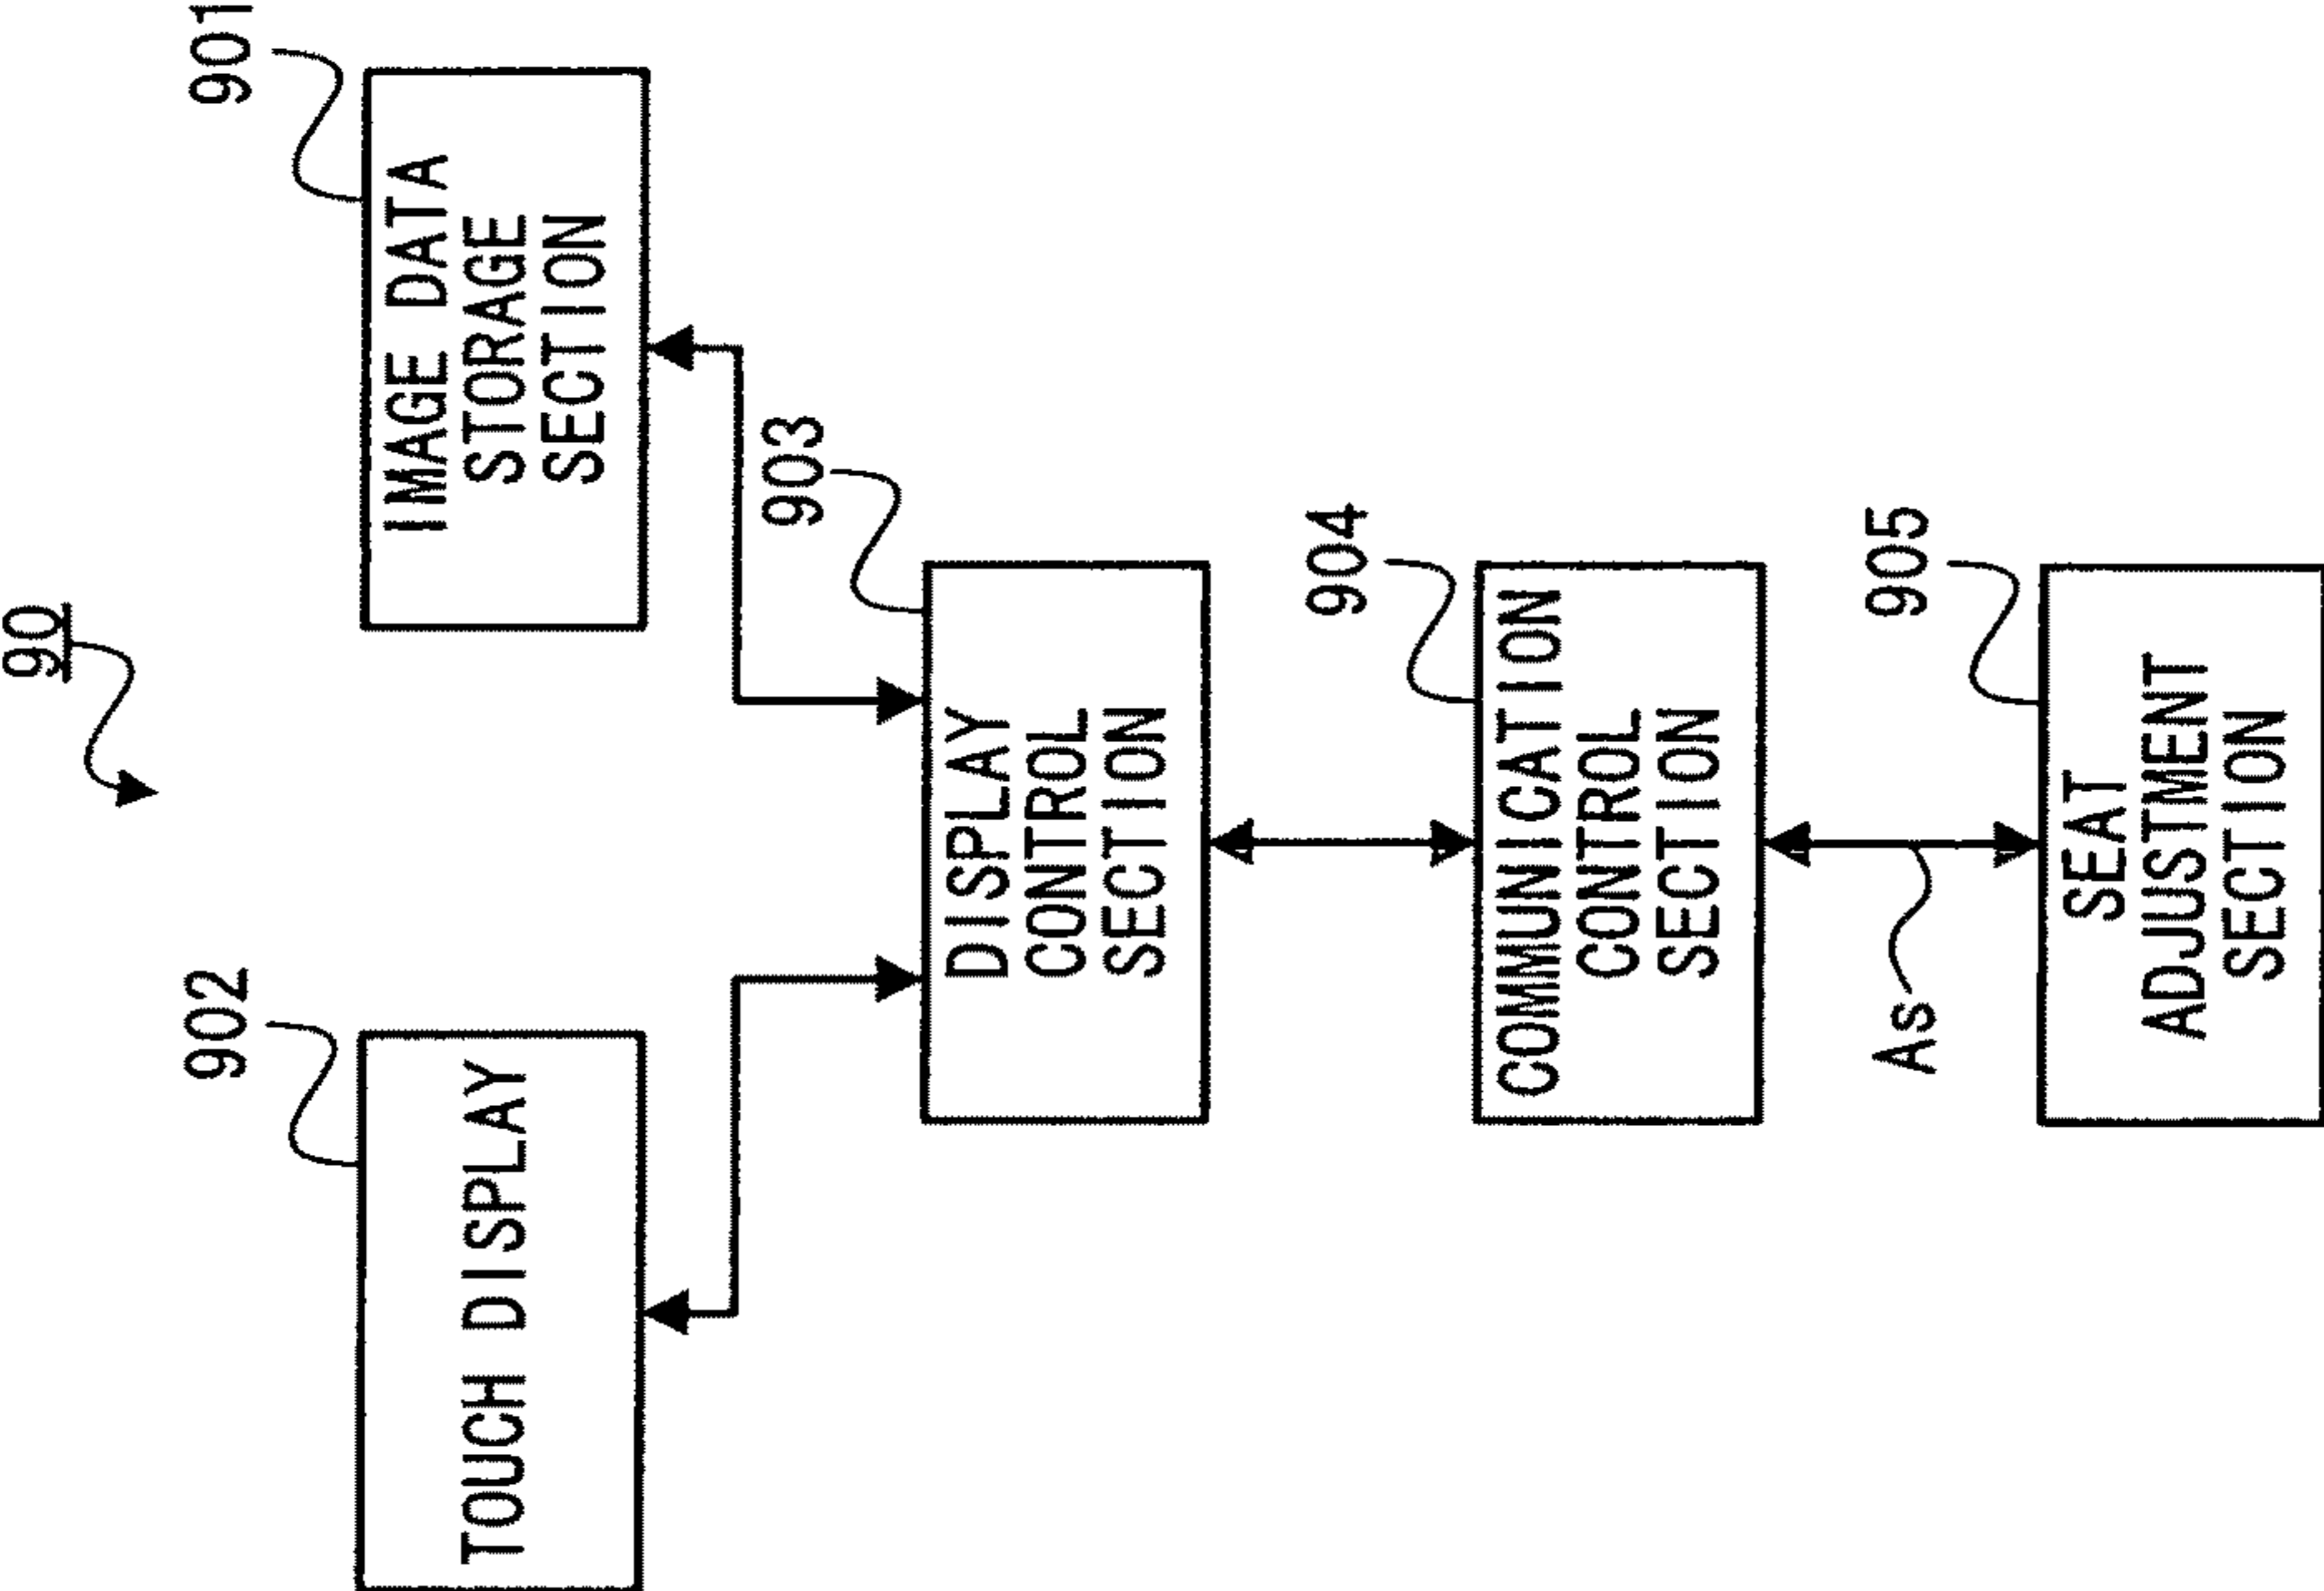 90
901
IMAGE DATA
STORAGE
SECTION
902
TOUCH DISPLAY
903
DISPLAY
CONTROL
SECTION
904
COMMUNICATION
CONTROL
SECTION
As
905
SEAT
ADJUSTMENT
SECTION